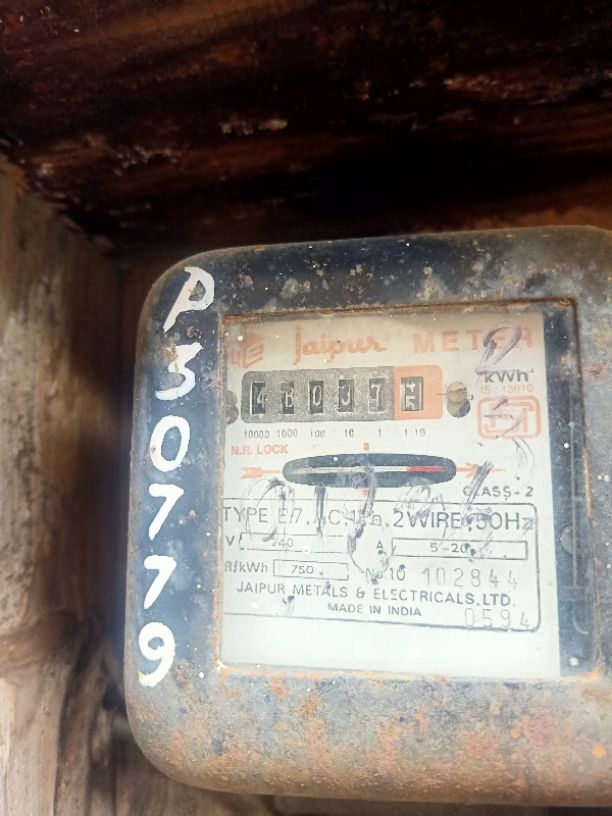 P30779
Jaipur METER
kWh
IS : 13010
48037
10000 1000 100 10 1 1/10
N.R. LOCK
CLASS-2
TYPE E/7, AC, 1Ph, 2WIRE, 50Hz
V 240 A 5-20
R/kWh 750 No.10 102844
JAIPUR METALS & ELECTRICALS, LTD.
MADE IN INDIA 0594